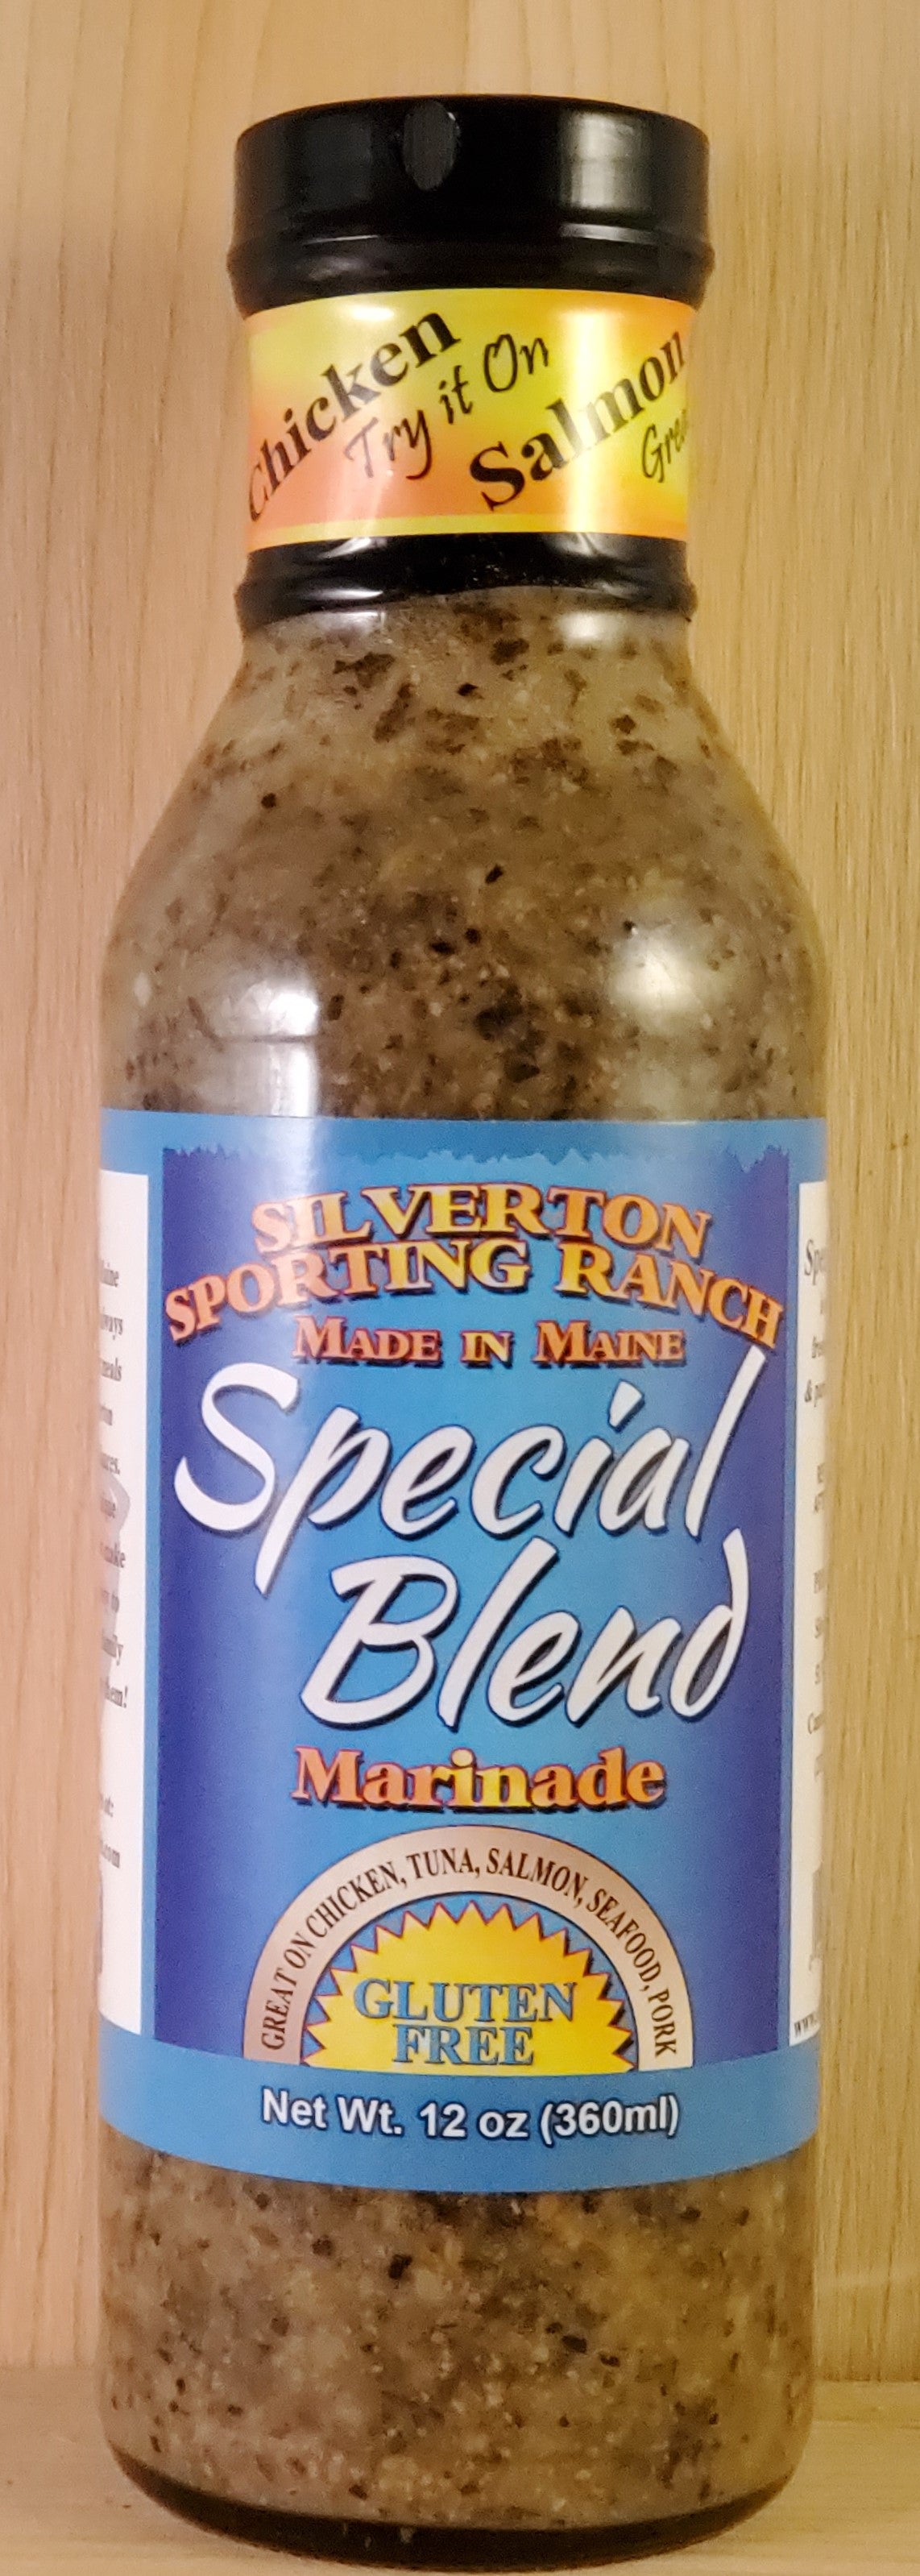 Chicken
Try it On
Salmon
SILVERTON
SPORTING RANCH
MADE IN MAINE
Special
Blend
Marinade
GREAT ON CHICKEN, TUNA, SALMON, SEAFOOD, PORK
GLUTEN
FREE
Net Wt. 12 oz (360ml)